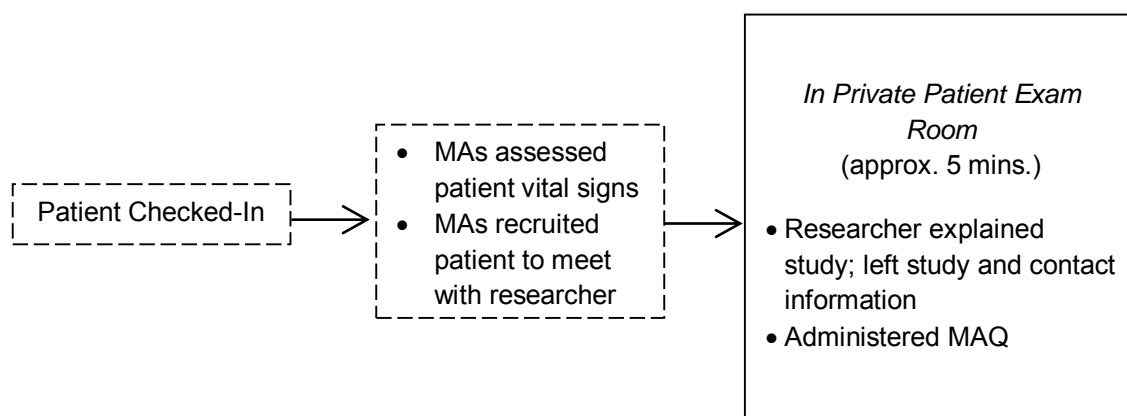 Patient Checked-In
• MAs assessed
patient vital signs
• MAs recruited
patient to meet
with researcher
In Private Patient Exam
Room
(approx. 5 mins.)
• Researcher explained
study; left study and contact
information
• Administered MAQ